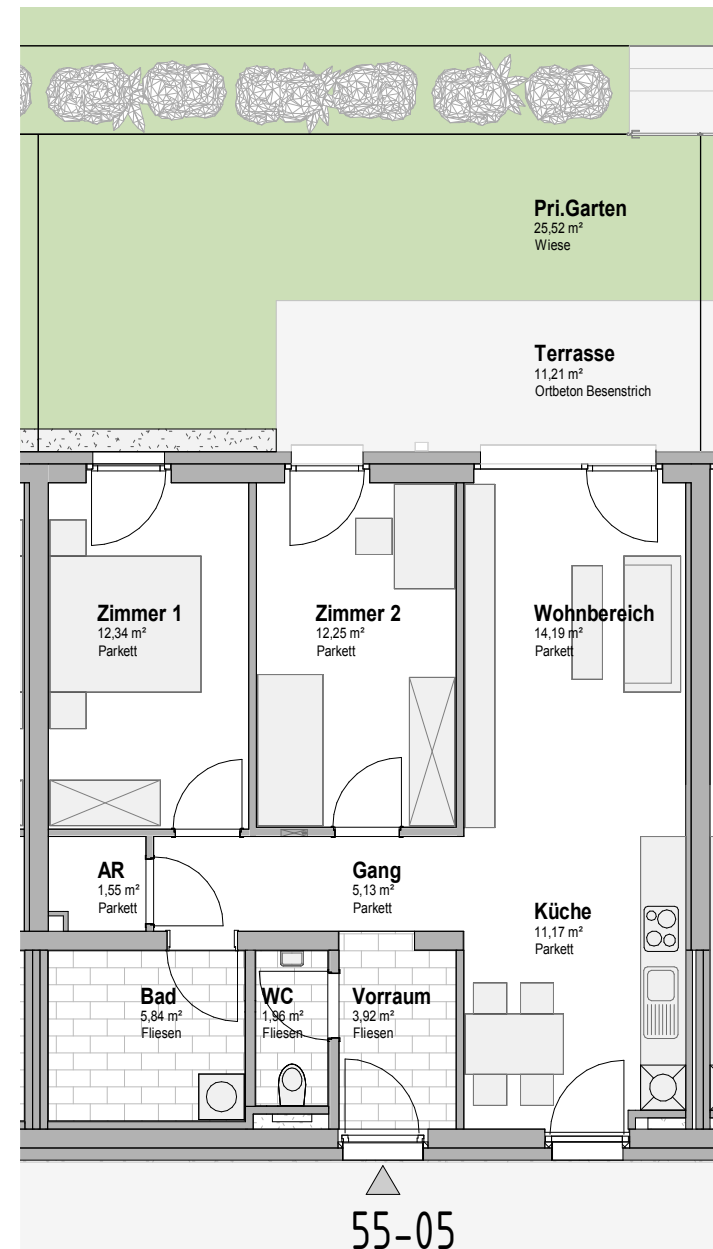 Pri.Garten
25,52 m²
Wiese
Terrasse
11,21 m²
Ortbeton Besenstrich
Zimmer 1
12,34 m²
Parkett
Zimmer 2
12,25 m²
Parkett
Wohnbereich
14,19 m²
Parkett
AR
1,55 m²
Parkett
Gang
5,13 m²
Parkett
Küche
11,17 m²
Parkett
Bad
5,84 m²
Fliesen
WC
1,96 m²
Fliesen
Vorraum
3,92 m²
Fliesen
55-05